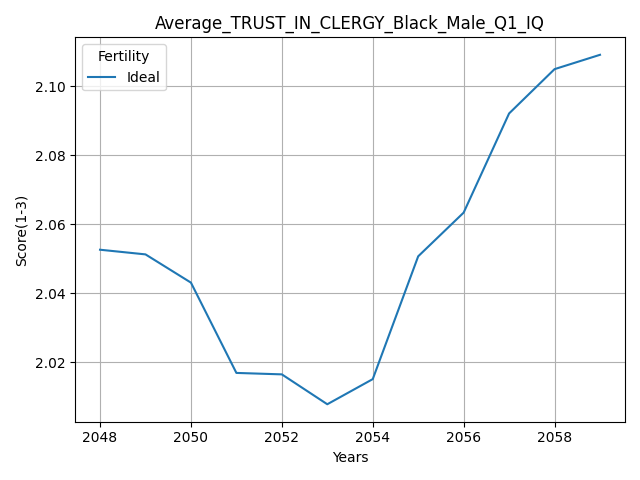 Average_TRUST_IN_CLERGY_Black_Male_Q1_IQ
Fertility
Ideal
2.10
2.08
2.06
2.04
2.02
Score(1-3)
2048 2050 2052 2054 2056 2058
Years